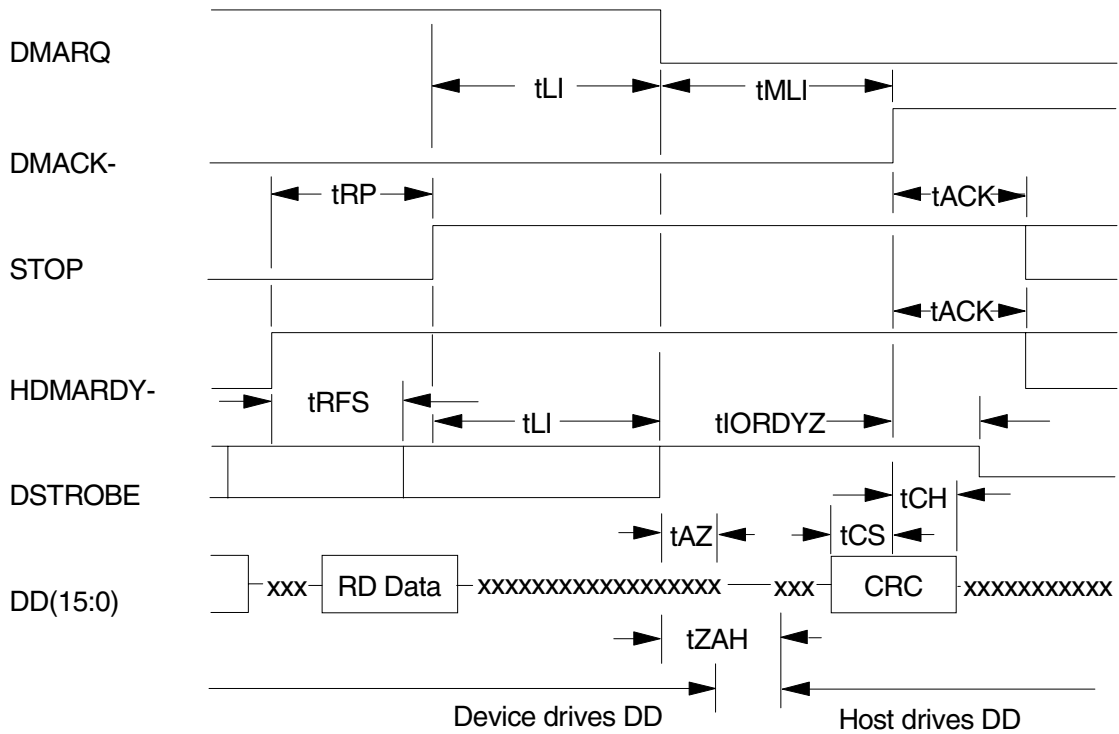 DMARQ
tLI
tMLI
DMACK-
tRP
tACK
STOP
tACK
HDMARDY-
tRFS
tLI
tIORDYZ
DSTROBE
tCH
tAZ
tCS
DD(15:0)
xxx
RD Data
xxxxxxxxxxxxxxxxxx
xxx
CRC
xxxxxxxxxxx
tZAH
Device drives DD
Host drives DD